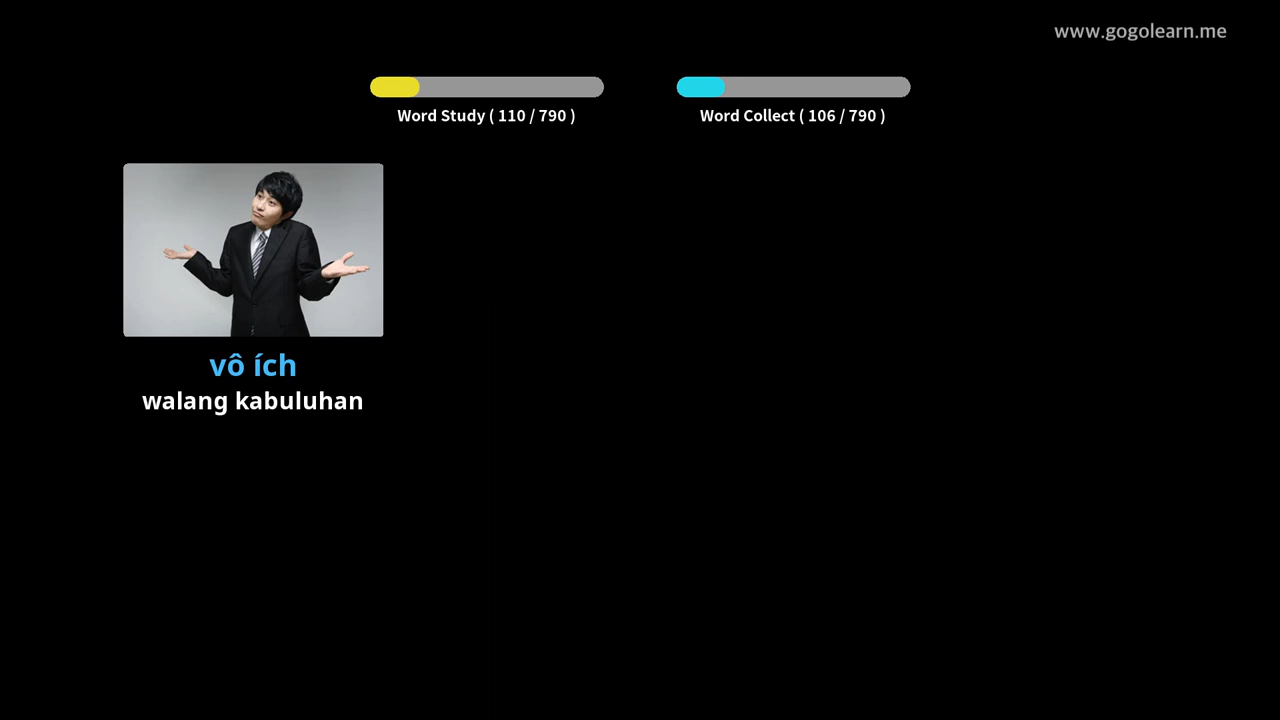 www.gogolearn.me
Word Study ( 110 / 790 )
Word Collect ( 106 / 790 )
vô ích
walang kabuluhan